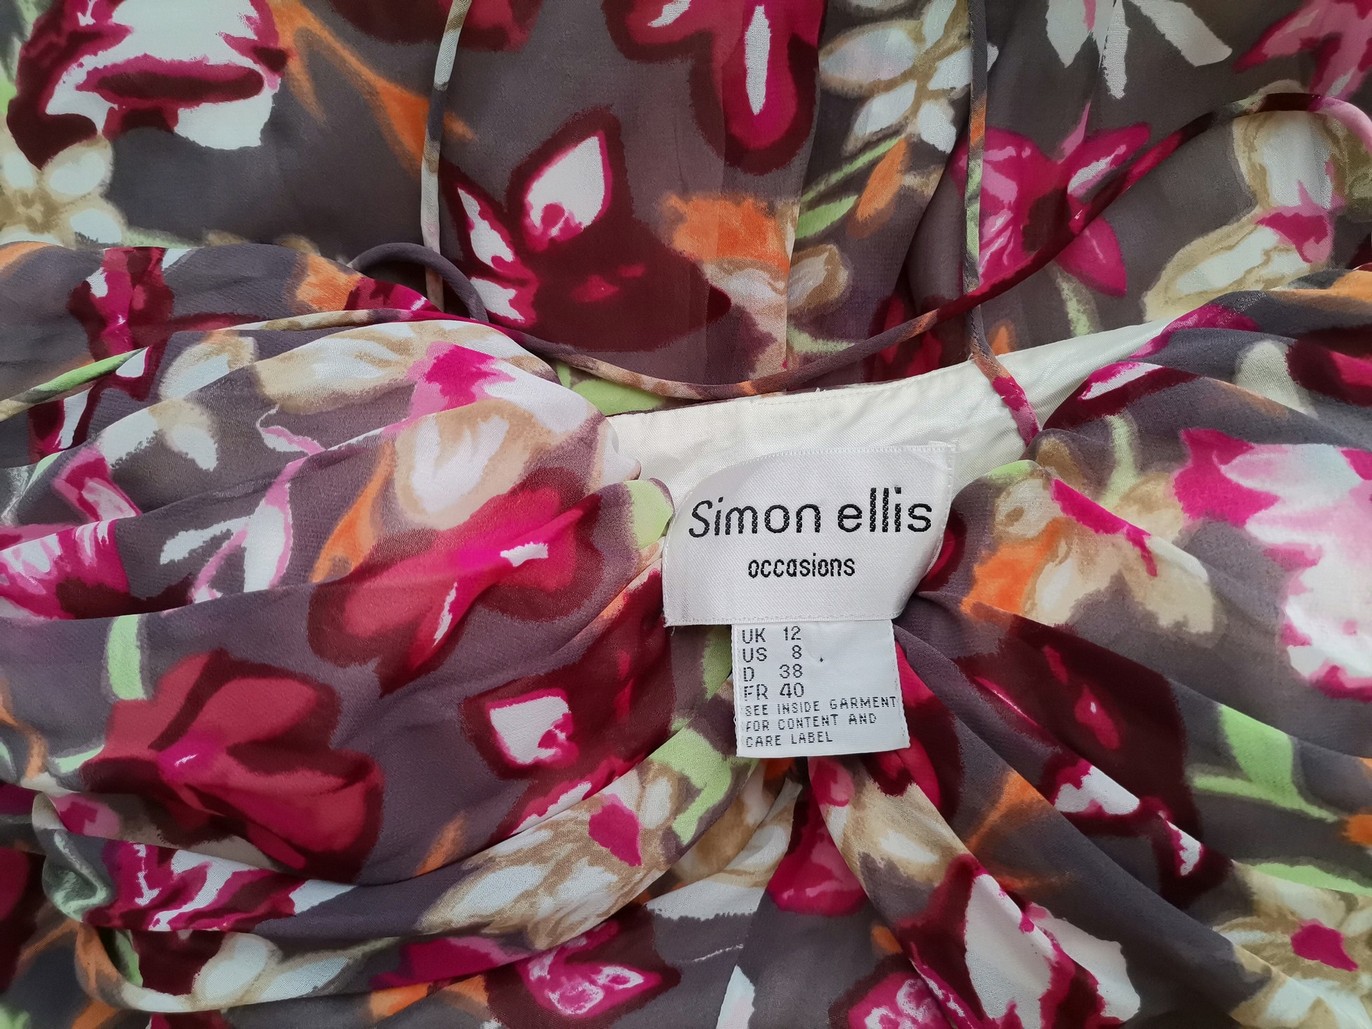 Simon ellis
occasions
UK 12
US 8
D 38
FR 40
SEE INSIDE GARMENT
FOR CONTENT AND
CARE LABEL